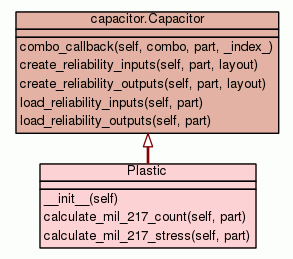 capacitor.Capacitor
combo_callback(self, combo, part, _index_)
create_reliability_inputs(self, part, layout)
create_reliability_outputs(self, part, layout)
load_reliability_inputs(self, part)
load_reliability_outputs(self, part)
Plastic
__init__(self)
calculate_mil_217_count(self, part)
calculate_mil_217_stress(self, part)